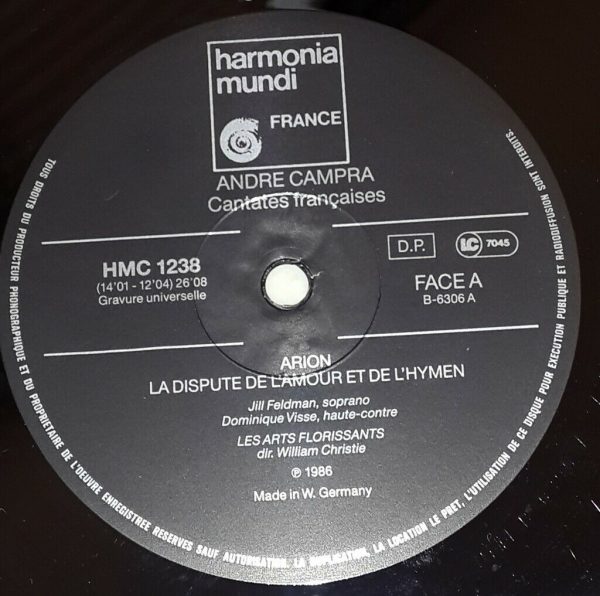 harmonia
mundi
FRANCE
ANDRE CAMPRA
Cantates françaises
HMC 1238
(14'01 - 12'04) 26'08
Gravure universelle
D.P.
LC 7045
FACE A
B-6306 A
ARION
LA DISPUTE DE L'AMOUR ET DE L'HYMEN
Jill Feldman, soprano
Dominique Visse, haute-contre
LES ARTS FLORISSANTS
dir. William Christie
℗ 1986
Made in W. Germany
TOUS DROITS DU PRODUCTEUR PHONOGRAPHIQUE ET DU PROPRIETAIRE DE L'ŒUVRE ENREGISTREE RESERVES SAUF AUTORISATION, LA DUPLICATION, LA LOCATION LE PRET, L'UTILISATION DE CE DISQUE POUR EXECUTION PUBLIQUE ET RADIODIFFUSION SONT INTERDITS.